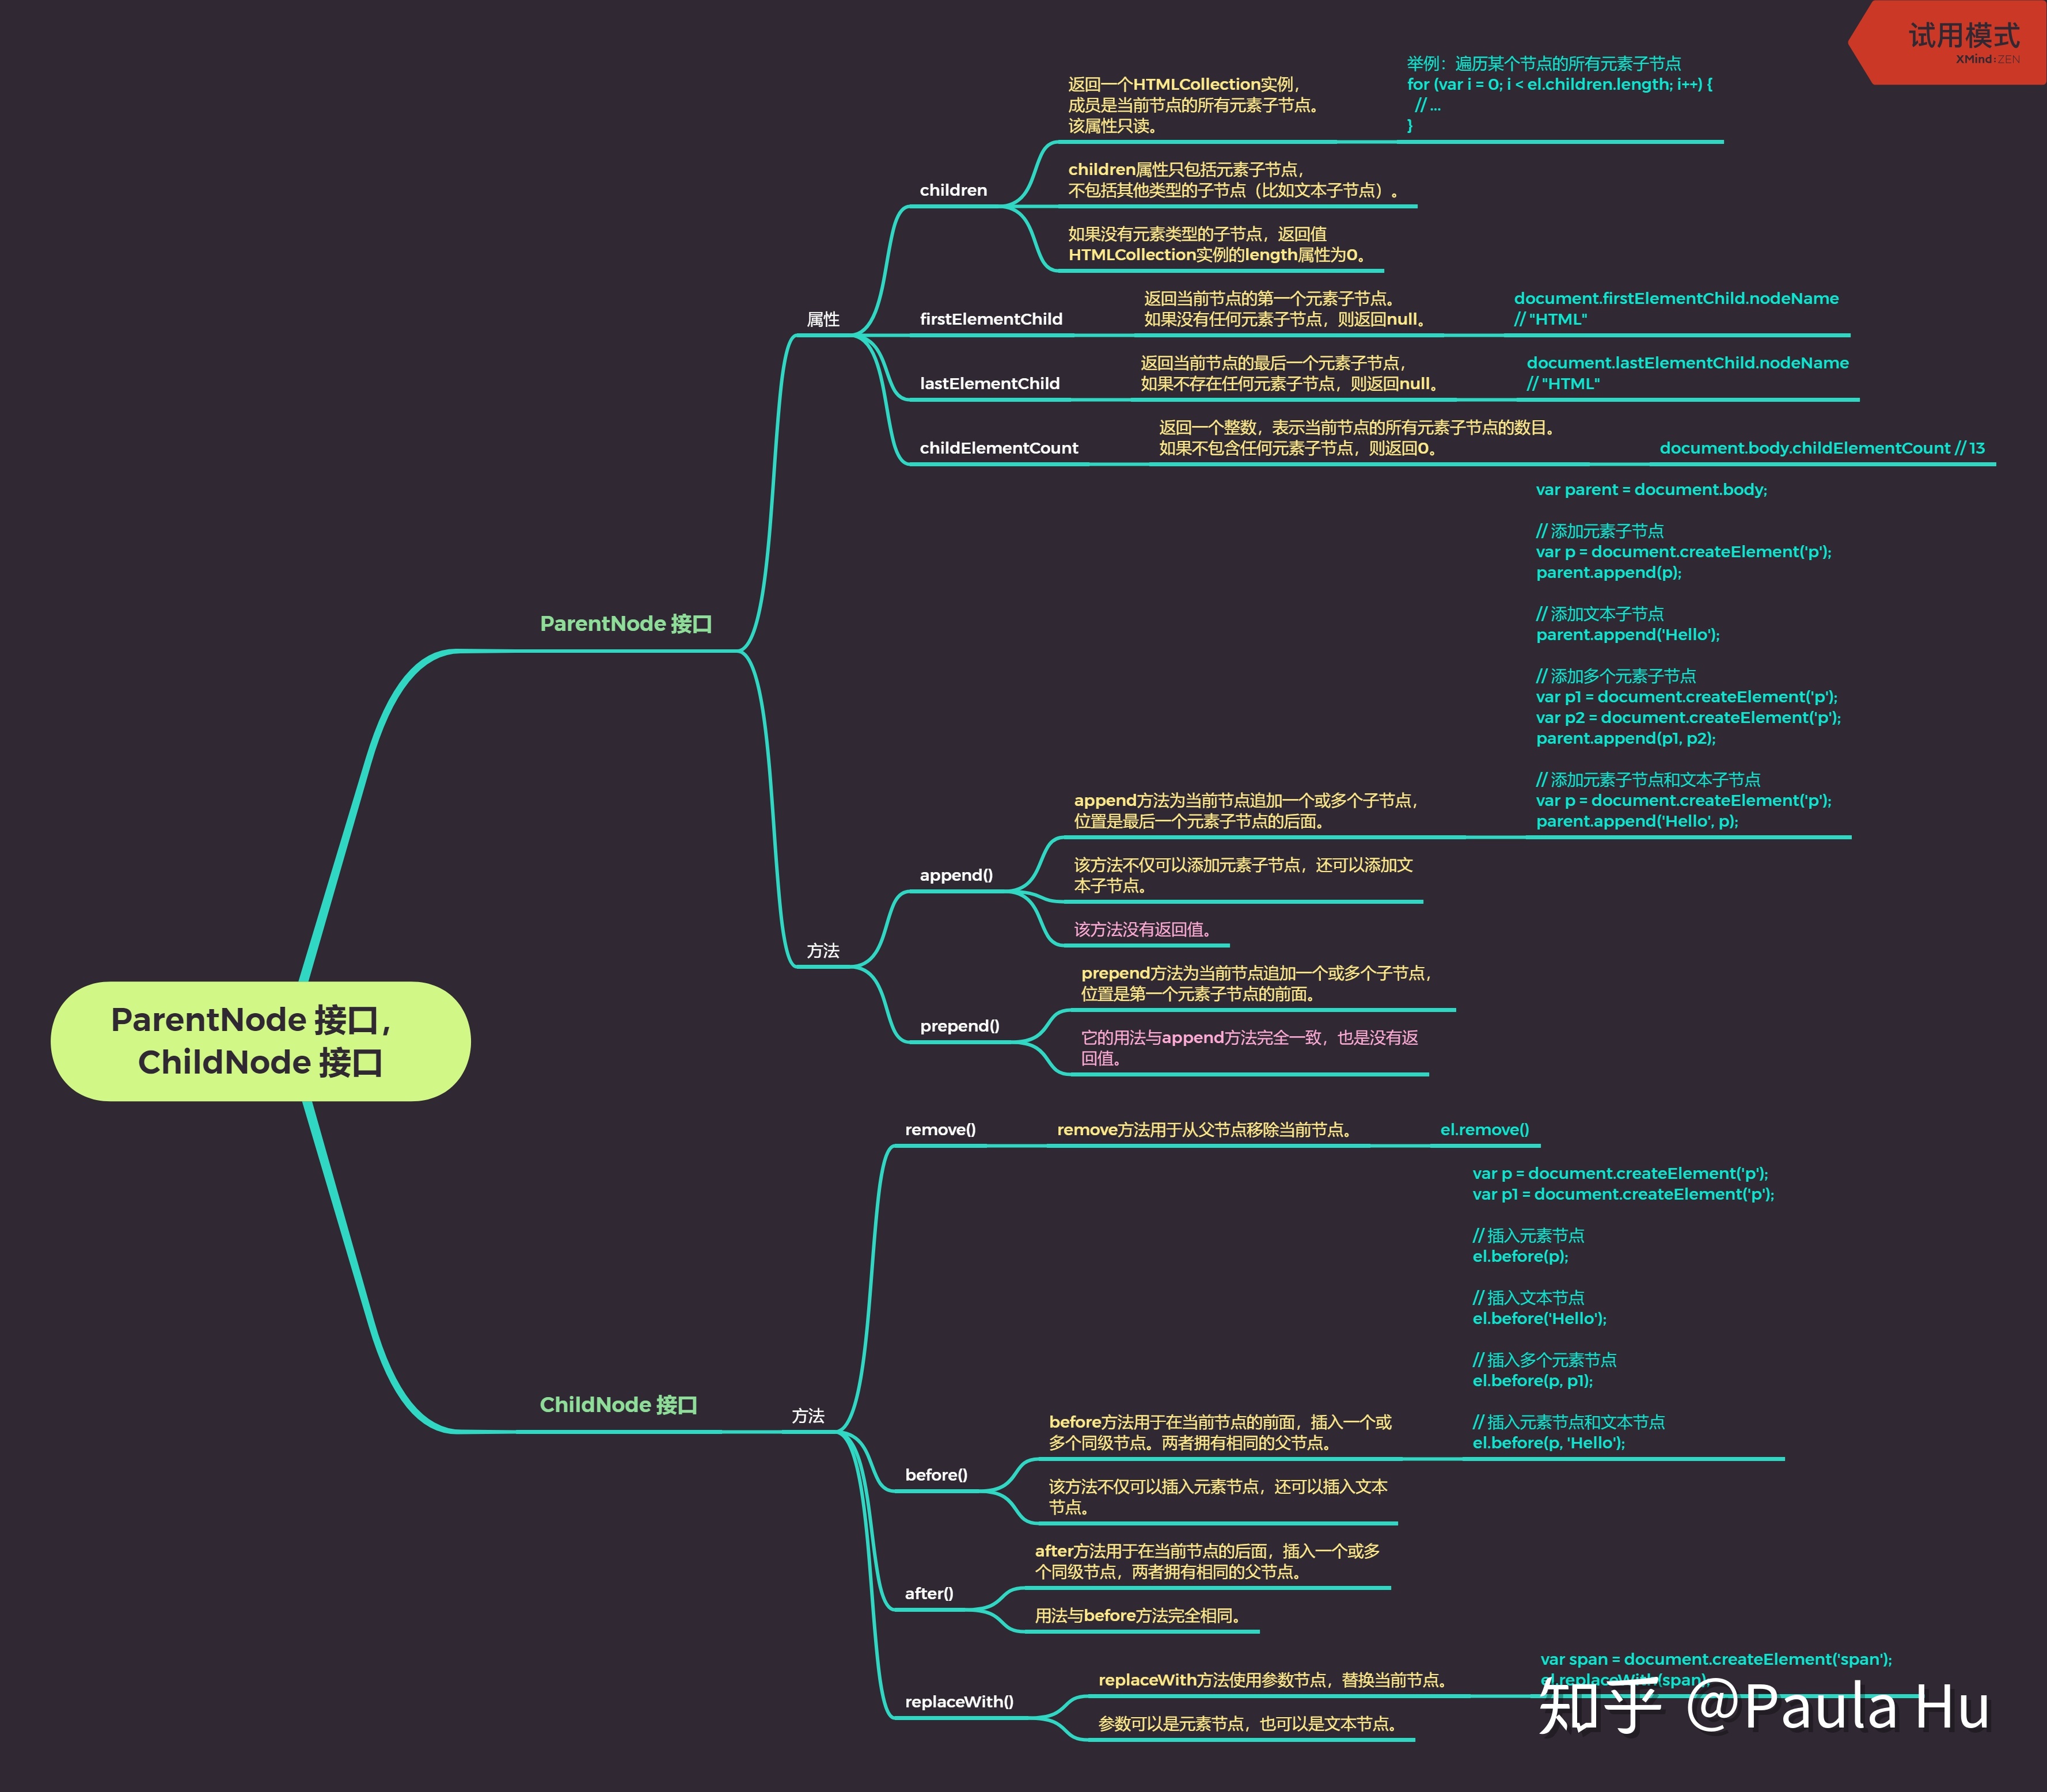 试用模式
XMind:ZEN
ParentNode 接口，
ChildNode 接口
ParentNode 接口
属性
children
返回一个HTMLCollection实例，
成员是当前节点的所有元素子节点。
该属性只读。
举例：遍历某个节点的所有元素子节点
for (var i = 0; i < el.children.length; i++) {
// ...
}
children属性只包括元素子节点，
不包括其他类型的子节点（比如文本子节点）。
如果没有元素类型的子节点，返回值
HTMLCollection实例的length属性为0。
firstElementChild
返回当前节点的第一个元素子节点。
如果没有任何元素子节点，则返回null。
document.firstElementChild.nodeName
// "HTML"
lastElementChild
返回当前节点的最后一个元素子节点，
如果不存在任何元素子节点，则返回null。
document.lastElementChild.nodeName
// "HTML"
childElementCount
返回一个整数，表示当前节点的所有元素子节点的数目。
如果不包含任何元素子节点，则返回0。
document.body.childElementCount // 13
方法
append()
append方法为当前节点追加一个或多个子节点，
位置是最后一个元素子节点的后面。
var parent = document.body;
// 添加元素子节点
var p = document.createElement('p');
parent.append(p);
// 添加文本子节点
parent.append('Hello');
// 添加多个元素子节点
var p1 = document.createElement('p');
var p2 = document.createElement('p');
parent.append(p1, p2);
// 添加元素子节点和文本子节点
var p = document.createElement('p');
parent.append('Hello', p);
该方法不仅可以添加元素子节点，还可以添加文
本子节点。
该方法没有返回值。
prepend()
prepend方法为当前节点追加一个或多个子节点，
位置是第一个元素子节点的前面。
它的用法与append方法完全一致，也是没有返
回值。
ChildNode 接口
方法
remove()
remove方法用于从父节点移除当前节点。
el.remove()
before()
before方法用于在当前节点的前面，插入一个或
多个同级节点。两者拥有相同的父节点。
var p = document.createElement('p');
var p1 = document.createElement('p');
// 插入元素节点
el.before(p);
// 插入文本节点
el.before('Hello');
// 插入多个元素节点
el.before(p, p1);
// 插入元素节点和文本节点
el.before(p, 'Hello');
该方法不仅可以插入元素节点，还可以插入文本
节点。
after()
after方法用于在当前节点的后面，插入一个或多
个同级节点，两者拥有相同的父节点。
用法与before方法完全相同。
replaceWith()
replaceWith方法使用参数节点，替换当前节点。
var span = document.createElement('span');
el.replaceWith(span);
参数可以是元素节点，也可以是文本节点。
知乎 @Paula Hu